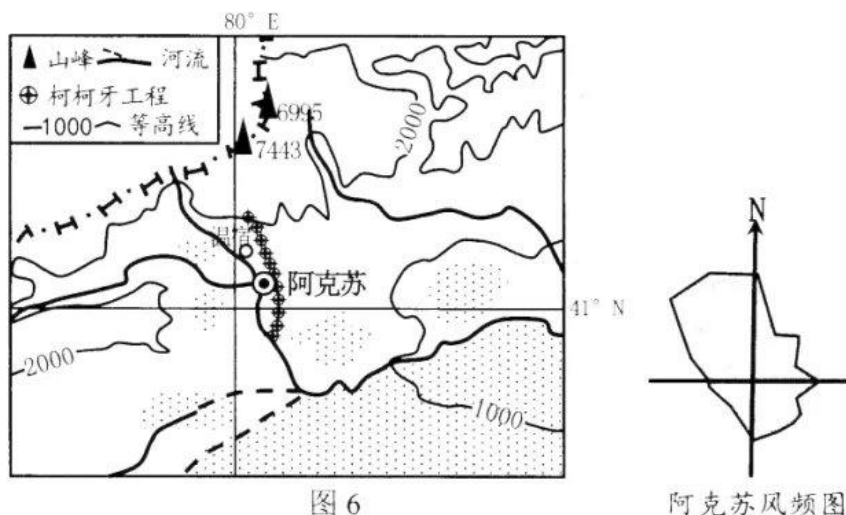 80° E
山峰 河流
柯柯牙工程
1000 等高线
6995
7443
2000
温宿
阿克苏
41° N
2000
1000
图 6
N
阿克苏风频图